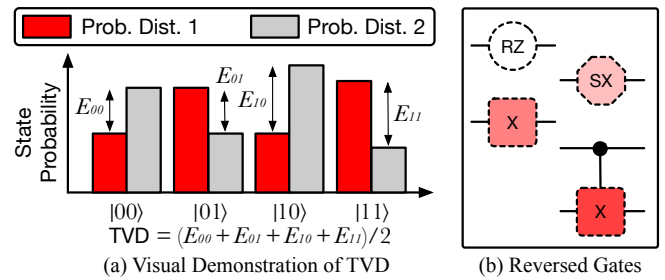 Prob. Dist. 1 Prob. Dist. 2
State
Probability
E00
E01
E10
E11
|00⟩ |01⟩ |10⟩ |11⟩
TVD = (E00 + E01 + E10 + E11)/2
(a) Visual Demonstration of TVD
RZ
SX
X
X
(b) Reversed Gates